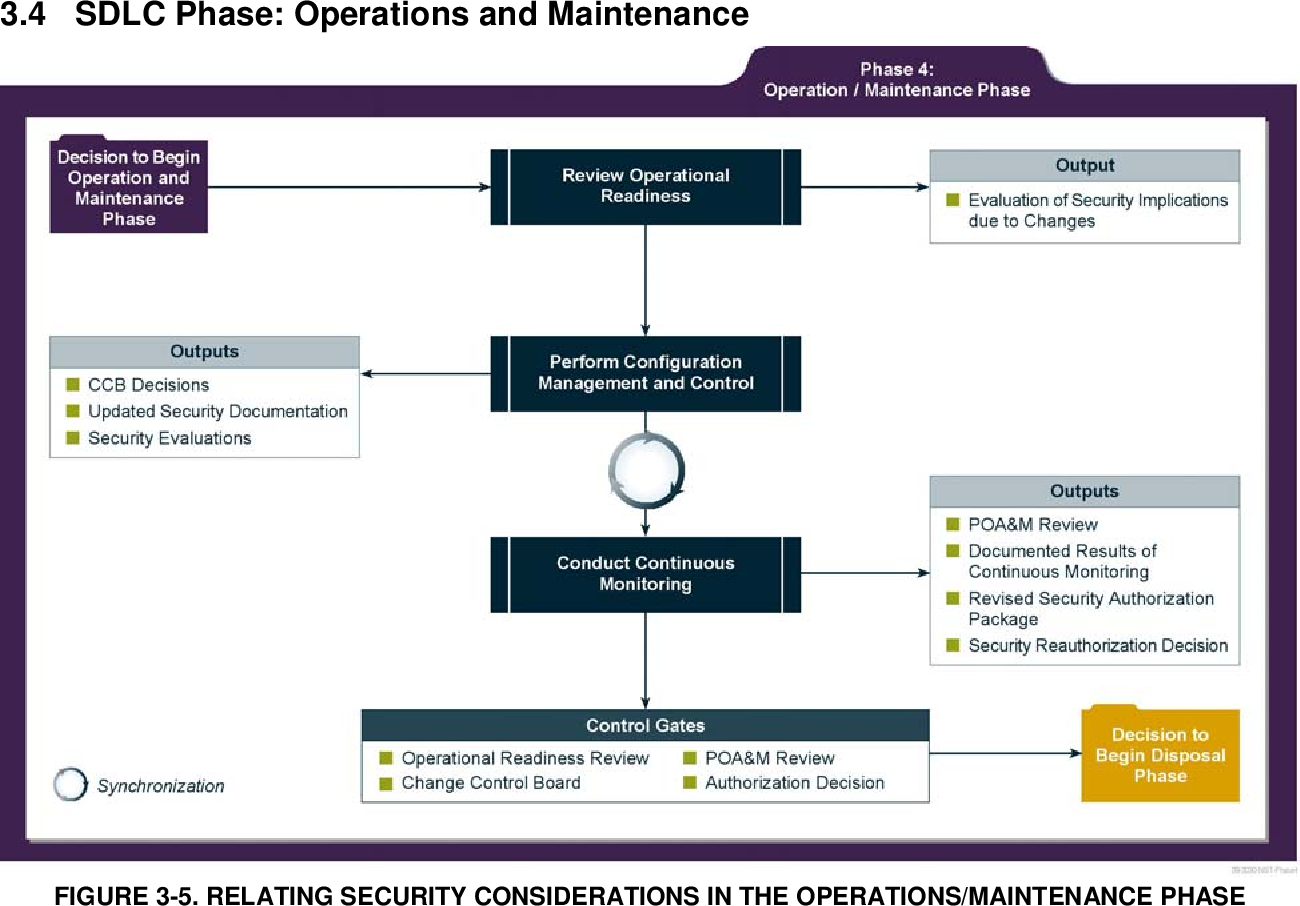 3.4 SDLC Phase: Operations and Maintenance
Phase 4:
Operation / Maintenance Phase
Decision to Begin
Operation and
Maintenance
Phase
Review Operational
Readiness
Output
Evaluation of Security Implications
due to Changes
Outputs
CCB Decisions
Updated Security Documentation
Security Evaluations
Perform Configuration
Management and Control
Conduct Continuous
Monitoring
Outputs
POA&M Review
Documented Results of
Continuous Monitoring
Revised Security Authorization
Package
Security Reauthorization Decision
Control Gates
Operational Readiness Review
Change Control Board
POA&M Review
Authorization Decision
Decision to
Begin Disposal
Phase
Synchronization
FIGURE 3-5. RELATING SECURITY CONSIDERATIONS IN THE OPERATIONS/MAINTENANCE PHASE